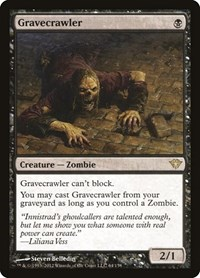 Gravecrawler
Creature — Zombie
Gravecrawler can't block.
You may cast Gravecrawler from your
graveyard as long as you control a Zombie.
"Innistrad's ghoulcallers are talented enough,
but let me show what someone with real
power can create."
—Liliana Vess
Steven Belledin
2/1